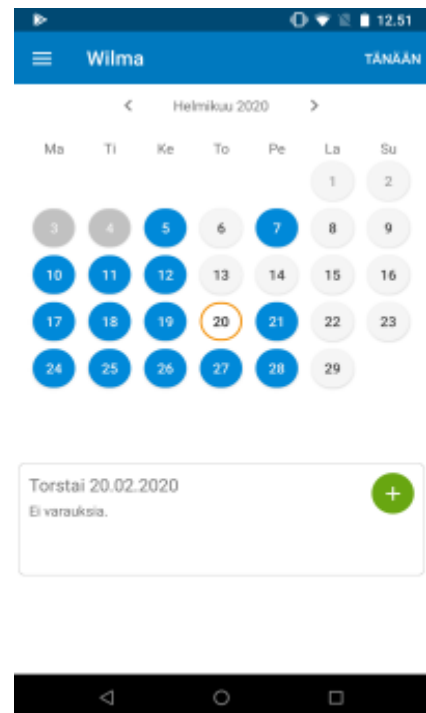 12.51
Wilma TÄNÄÄN
Helmikuu 2020
Ma Ti Ke To Pe La Su
1 2
3 4 5 6 7 8 9
10 11 12 13 14 15 16
17 18 19 20 21 22 23
24 25 26 27 28 29
Torstai 20.02.2020
Ei varauksia.